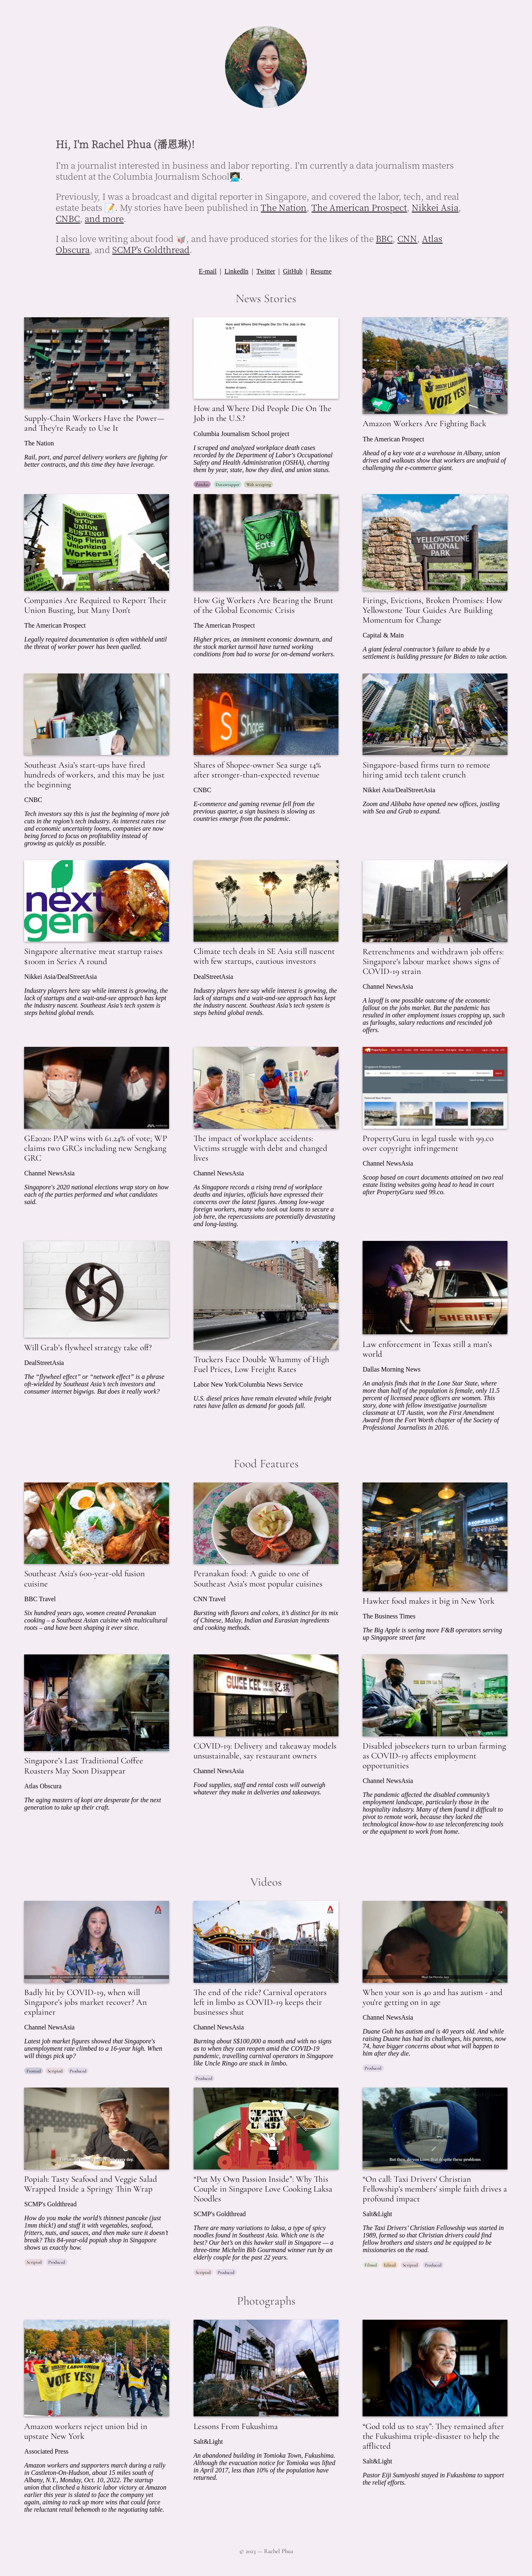 Hi, I'm Rachel Phua (潘恩琳)!
I'm a journalist interested in business and labor reporting. I'm currently a data journalism masters
student at the Columbia Journalism School👩🏻‍💻.
Previously, I was a broadcast and digital reporter in Singapore, and covered the labor, tech, and real
estate beats 📝. My stories have been published in The Nation, The American Prospect, Nikkei Asia,
CNBC, and more.
I also love writing about food 🥡, and have produced stories for the likes of the BBC, CNN, Atlas
Obscura, and SCMP's Goldthread.
E-mail | LinkedIn | Twitter | GitHub | Resume
News Stories
Supply-Chain Workers Have the Power—
and They're Ready to Use It
The Nation
Rail, port, and parcel delivery workers are fighting for
better contracts, and this time they have leverage.
How and Where Did People Die On The
Job in the U.S.?
Columbia Journalism School project
I scraped and analyzed workplace death cases
recorded by the Department of Labor's Occupational
Safety and Health Administration (OSHA), charting
them by year, state, how they died, and union status.
Pandas Datawrapper Web scraping
AMAZON LABOR UNION
VOTE YES!
Amazon Workers Are Fighting Back
The American Prospect
Ahead of a key vote at a warehouse in Albany, union
drives and walkouts show that workers are unafraid of
challenging the e-commerce giant.
STARBUCKS:
STOP
UNION
BUSTING!
Stop Firing
Unionizing
Workers!
Companies Are Required to Report Their
Union Busting, but Many Don't
The American Prospect
Legally required documentation is often withheld until
the threat of worker power has been quelled.
Uber
Eats
How Gig Workers Are Bearing the Brunt
of the Global Economic Crisis
The American Prospect
Higher prices, an imminent economic downturn, and
the stock market turmoil have turned working
conditions from bad to worse for on-demand workers.
YELLOWSTONE
NATIONAL
PARK
Firings, Evictions, Broken Promises: How
Yellowstone Tour Guides Are Building
Momentum for Change
Capital & Main
A giant federal contractor's failure to abide by a
settlement is building pressure for Biden to take action.
Southeast Asia's start-ups have fired
hundreds of workers, and this may be just
the beginning
CNBC
Tech investors say this is just the beginning of more job
cuts in the region's start-up industry. As interest rates rise
and economic uncertainty looms, companies are now
being forced to focus on profitability instead of
growing as quickly as possible.
Shopee
Shares of Shopee-owner Sea surge 14%
after stronger-than-expected revenue
CNBC
E-commerce and gaming revenue fell from the
previous quarter, a sign business is slowing as
countries emerge from the pandemic.
Singapore-based firms turn to remote
hiring amid tech talent crunch
Nikkei Asia/DealStreetAsia
Zoom and Alibaba have opened new offices, jostling
with Sea and Grab to expand.
next
gen
Singapore alternative meat startup raises
$100m in Series A round
Nikkei Asia/DealStreetAsia
Industry players here say while interest is growing, the
lack of startups and a wait-and-see approach has kept
the industry nascent. Southeast Asia's tech system is
steps behind global trends.
Climate tech deals in SE Asia still nascent
with few startups, cautious investors
DealStreetAsia
Industry players here say while interest is growing, the
lack of startups and a wait-and-see approach has kept
the industry nascent. Southeast Asia's tech system is
steps behind global trends.
Retrenchments and withdrawn job offers:
Singapore's labour market shows signs of
COVID-19 strain
Channel NewsAsia
A layoff is one possible outcome of the economic
fallout on the jobs market. But the pandemic has
resulted in other employment issues cropping up, such
as furloughs, salary reductions and rescinded job
offers.
GE2020: PAP wins with 61.24% of vote; WP
claims two GRCs including new Sengkang
GRC
Channel NewsAsia
Singapore's 2020 national elections wrap story on how
each of the parties performed and what candidates
said.
The impact of workplace accidents:
Victims struggle with debt and changed
lives
Channel NewsAsia
As Singapore records a rising trend of workplace
deaths and injuries, officials have expressed their
concerns over the latest figures. Among low-wage
foreign workers, many who took out loans to secure a
job here, the repercussions are potentially devastating
and long-lasting.
PropertyGuru in legal tussle with 99.co
over copyright infringement
Channel NewsAsia
Scoop based on court documents attained on two real
estate listing websites going head to head in court
after PropertyGuru sued 99.co.
Will Grab's flywheel strategy take off?
DealStreetAsia
The “flywheel effect” or “network effect” is a phrase
oft-wielded by Southeast Asia's tech investors and
consumer internet bigwigs. But does it really work?
Truckers Face Double Whammy of High
Fuel Prices, Low Freight Rates
Labor New York/Columbia News Service
U.S. diesel prices have remain elevated while freight
rates have fallen as demand for goods fall.
SHERIFF
Law enforcement in Texas still a man's
world
Dallas Morning News
An analysis finds that in the Lone Star State, where
more than half of the population is female, only 11.5
percent of licensed peace officers are women. This
story, done with fellow investigative journalism
classmate at UT Austin, won the First Amendment
Award from the Fort Worth chapter of the Society of
Professional Journalists in 2016.
Food Features
Southeast Asia's 600-year-old fusion
cuisine
BBC Travel
Six hundred years ago, women created Peranakan
cooking – a Southeast Asian cuisine with multicultural
roots – and have been shaping it ever since.
Peranakan food: A guide to one of
Southeast Asia's most popular cuisines
CNN Travel
Bursting with flavors and colors, it's distinct for its mix
of Chinese, Malay, Indian and Eurasian ingredients
and cooking methods.
Hawker food makes it big in New York
The Business Times
The Big Apple is seeing more F&B operators serving
up Singapore street fare
Singapore's Last Traditional Coffee
Roasters May Soon Disappear
Atlas Obscura
The aging masters of kopi are desperate for the next
generation to take up their craft.
SWEE KEE
COVID-19: Delivery and takeaway models
unsustainable, say restaurant owners
Channel NewsAsia
Food supplies, staff and rental costs will outweigh
whatever they make in deliveries and takeaways.
Disabled jobseekers turn to urban farming
as COVID-19 affects employment
opportunities
Channel NewsAsia
The pandemic affected the disabled community's
employment landscape, particularly those in the
hospitality industry. Many of them found it difficult to
pivot to remote work, because they lacked the
technological know-how to use teleconferencing tools
or the equipment to work from home.
Videos
Badly hit by COVID-19, when will
Singapore's jobs market recover? An
explainer
Channel NewsAsia
Latest job market figures showed that Singapore's
unemployment rate climbed to a 16-year high. When
will things pick up?
Fronted Scripted Produced
The end of the ride? Carnival operators
left in limbo as COVID-19 keeps their
businesses shut
Channel NewsAsia
Burning about S$100,000 a month and with no signs
as to when they can reopen amid the COVID-19
pandemic, travelling carnival operators in Singapore
like Uncle Ringo are stuck in limbo.
Produced
When your son is 40 and has autism - and
you're getting on in age
Channel NewsAsia
Duane Goh has autism and is 40 years old. And while
raising Duane has had its challenges, his parents, now
74, have bigger concerns about what will happen to
him after they die.
Produced
Popiah: Tasty Seafood and Veggie Salad
Wrapped Inside a Springy Thin Wrap
SCMP's Goldthread
How do you make the world's thinnest pancake (just
1mm thick!) and stuff it with vegetables, seafood,
fritters, nuts, and sauces, and then make sure it doesn't
break? This 84-year-old popiah shop in Singapore
shows us exactly how.
Scripted Produced
“Put My Own Passion Inside”: Why This
Couple in Singapore Love Cooking Laksa
Noodles
SCMP's Goldthread
There are many variations to laksa, a type of spicy
noodles found in Southeast Asia. Which one is the
best? Our bet's on this hawker stall in Singapore — a
three-time Michelin Bib Gourmand winner run by an
elderly couple for the past 22 years.
Scripted Produced
But then, driven I saw, that despite these problems
“On call: Taxi Drivers' Christian
Fellowship's members' simple faith drives a
profound impact
Salt&Light
The Taxi Drivers' Christian Fellowship was started in
1989, formed so that Christian drivers could find
fellow brothers and sisters and be equipped to be
missionaries on the road.
Filmed Edited Scripted Produced
Photographs
AMAZON LABOR UNION
VOTE YES!
Amazon workers reject union bid in
upstate New York
Associated Press
Amazon workers and supporters march during a rally
in Castleton-On-Hudson, about 15 miles south of
Albany, N.Y., Monday, Oct. 10, 2022. The startup
union that clinched a historic labor victory at Amazon
earlier this year is slated to face the company yet
again, aiming to rack up more wins that could force
the reluctant retail behemoth to the negotiating table.
Lessons From Fukushima
Salt&Light
An abandoned building in Tomioka Town, Fukushima.
Although the evacuation notice for Tomioka was lifted
in April 2017, less than 10% of the population have
returned.
“God told us to stay”: They remained after
the Fukushima triple-disaster to help the
afflicted
Salt&Light
Pastor Eiji Sumiyoshi stayed in Fukushima to support
the relief efforts.
© 2023 — Rachel Phua